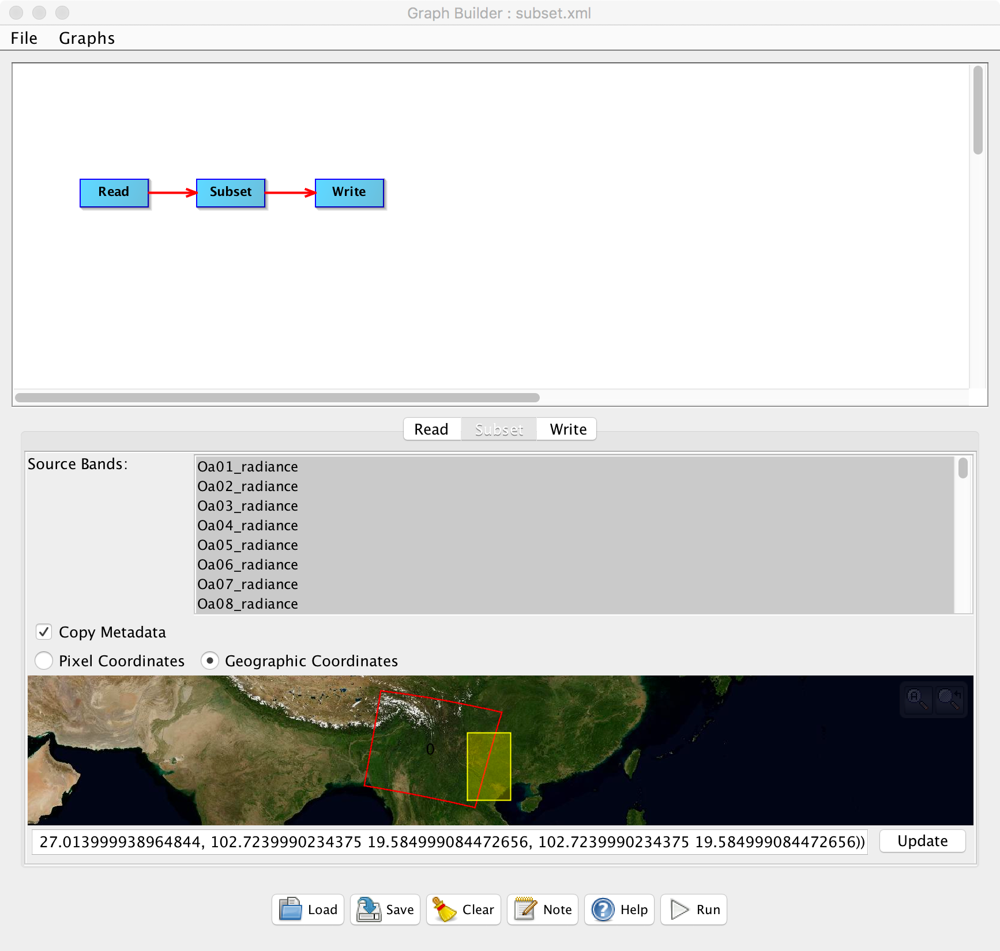 Graph Builder : subset.xml
File Graphs
Read Subset Write
Read Subset Write
Source Bands:
Oa01_radiance
Oa02_radiance
Oa03_radiance
Oa04_radiance
Oa05_radiance
Oa06_radiance
Oa07_radiance
Oa08_radiance
Copy Metadata
Pixel Coordinates Geographic Coordinates
A
0
27.013999938964844, 102.7239990234375 19.584999084472656, 102.7239990234375 19.584999084472656)) Update
Load Save Clear Note Help Run